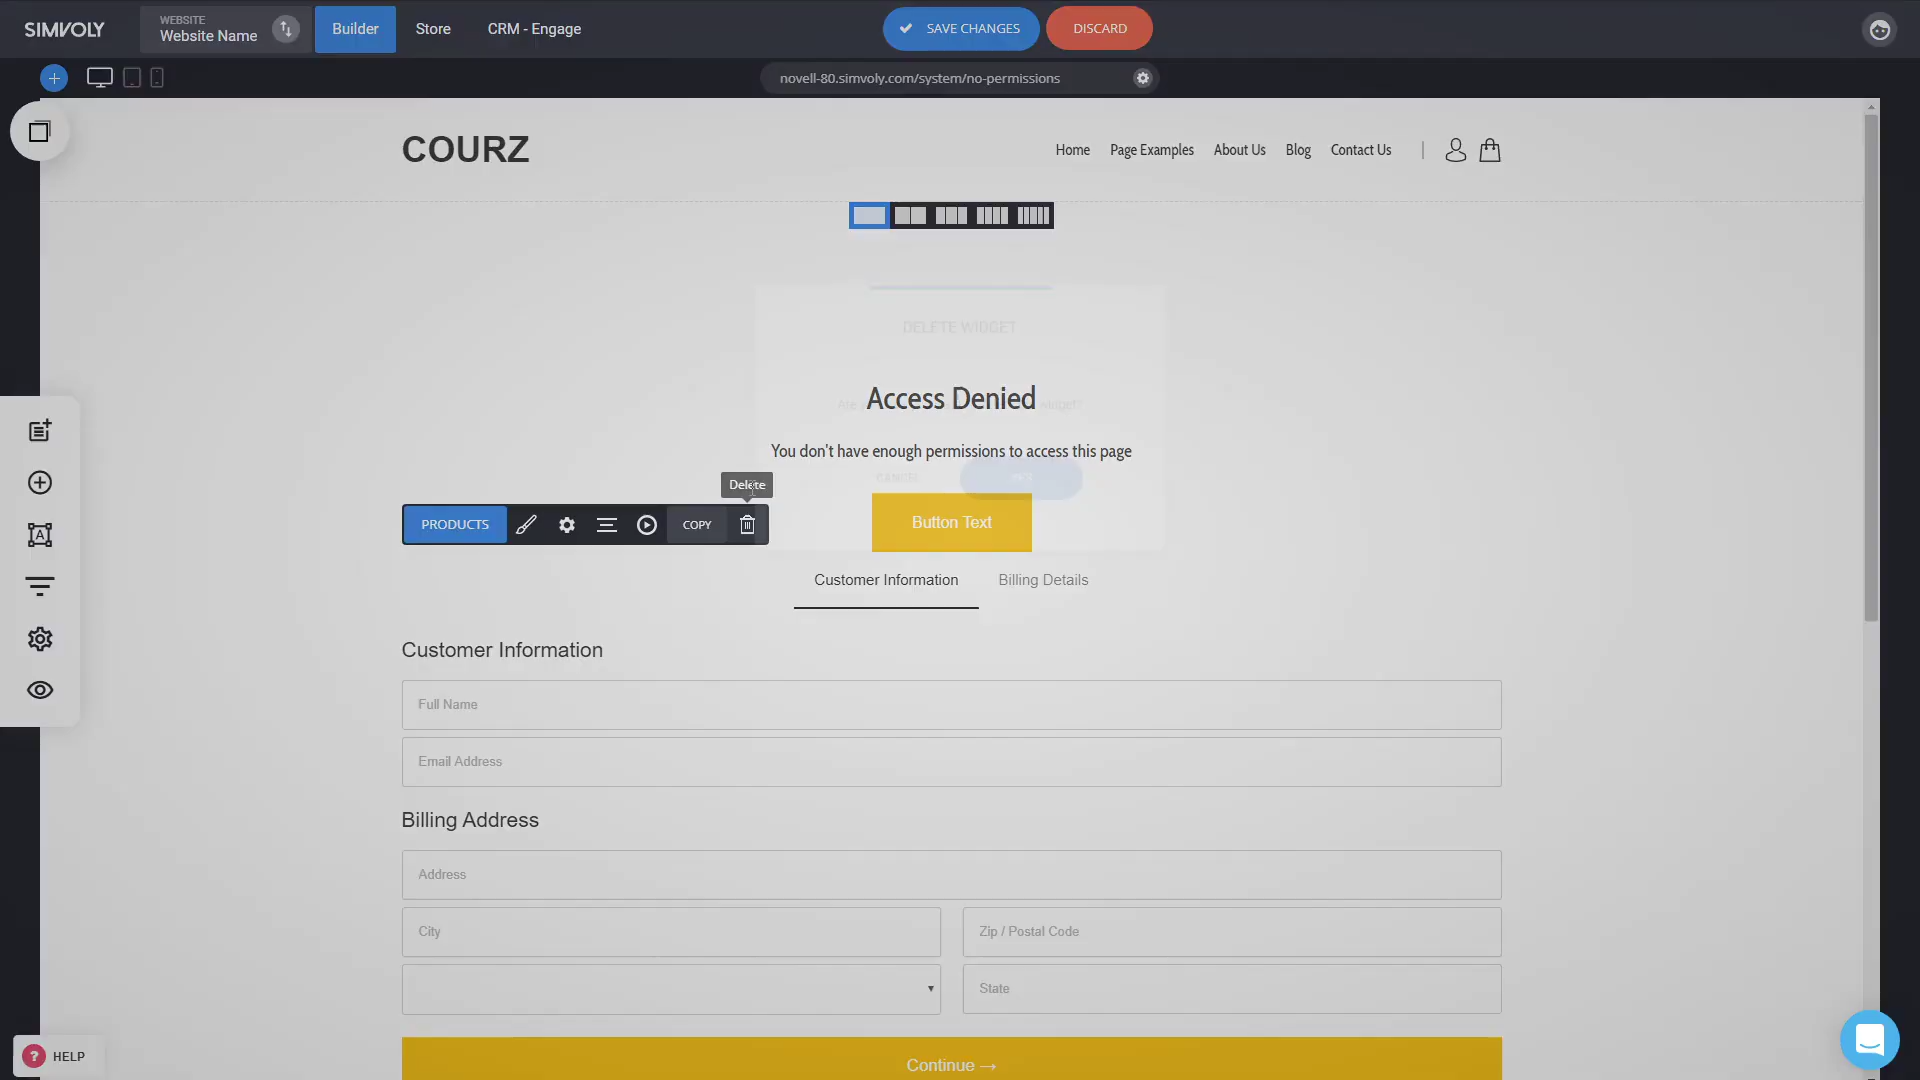 SIMVOLY
WEBSITE
Website Name
Builder
Store
CRM - Engage
SAVE CHANGES
DISCARD
novell-80.simvoly.com/system/no-permissions
COURZ
Home
Page Examples
About Us
Blog
Contact Us
DELETE WIDGET
Access Denied
You don't have enough permissions to access this page
CANCEL
YES
Delete
PRODUCTS
COPY
Button Text
Customer Information
Billing Details
Customer Information
Full Name
Email Address
Billing Address
Address
City
Zip / Postal Code
State
Continue →
? HELP